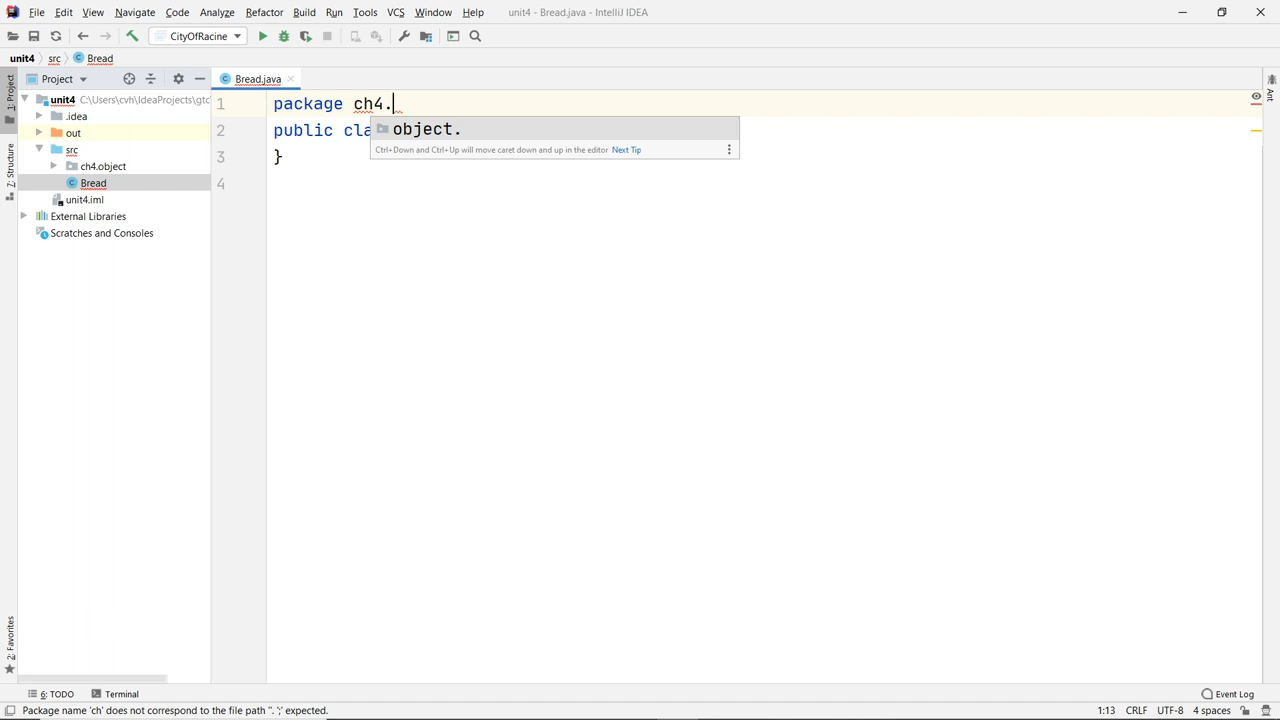 File Edit View Navigate Code Analyze Refactor Build Run Tools VCS Window Help unit4 - Bread.java - IntelliJ IDEA
CityOfRacine
unit4 src Bread
1: Project
Project
Bread.java
Ant
unit4 C:\Users\cvh\IdeaProjects\gtc
.idea
out
src
ch4.object
Bread
unit4.iml
External Libraries
Scratches and Consoles
7: Structure
2: Favorites
1 package ch4.
object.
2 public cla
Ctrl+Down and Ctrl+Up will move caret down and up in the editor Next Tip
3 }
4
6: TODO Terminal Event Log
Package name 'ch' does not correspond to the file path ''. ';' expected. 1:13 CRLF UTF-8 4 spaces